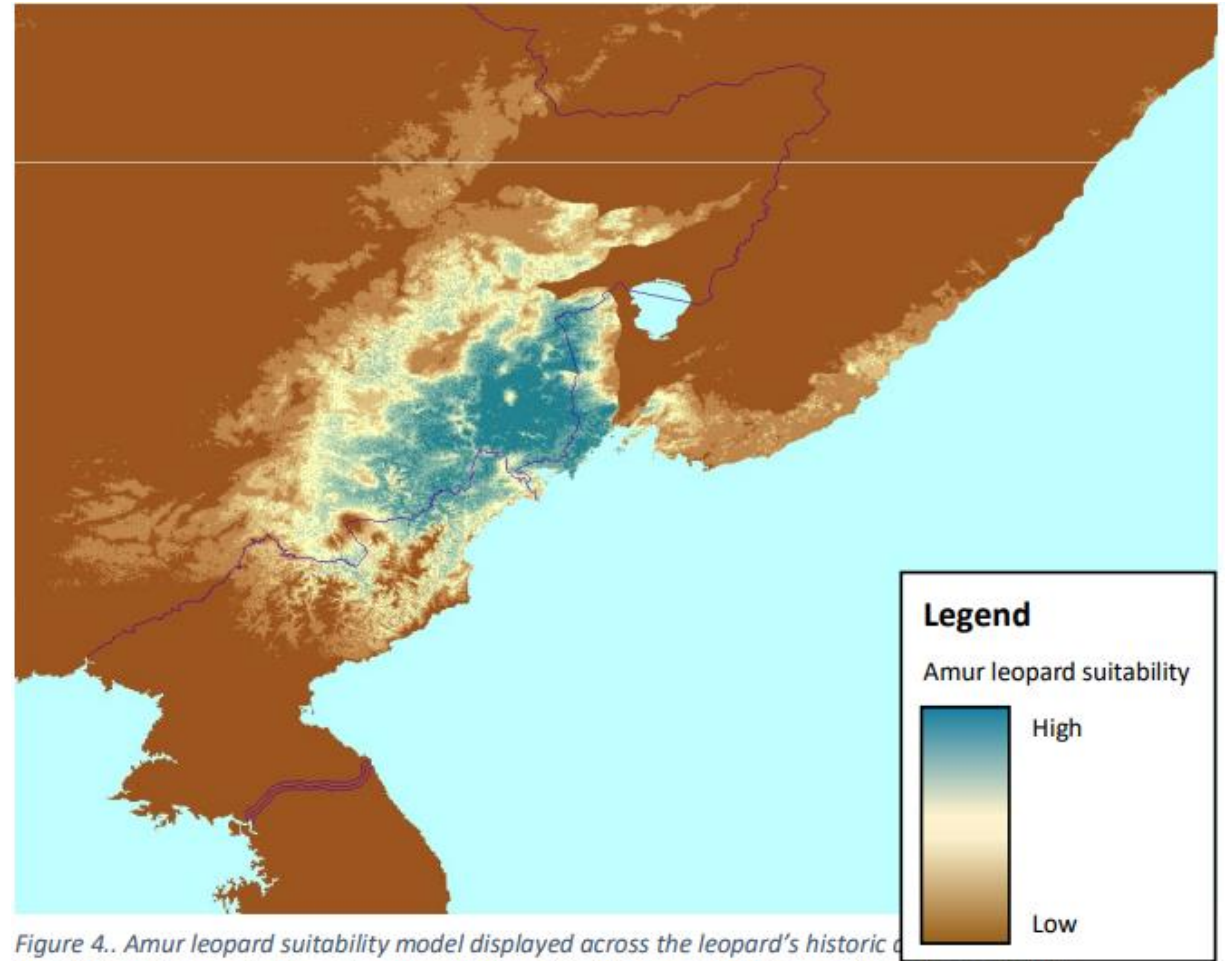 Legend
Amur leopard suitability
High
Low
Figure 4.. Amur leopard suitability model displayed across the leopard's historic